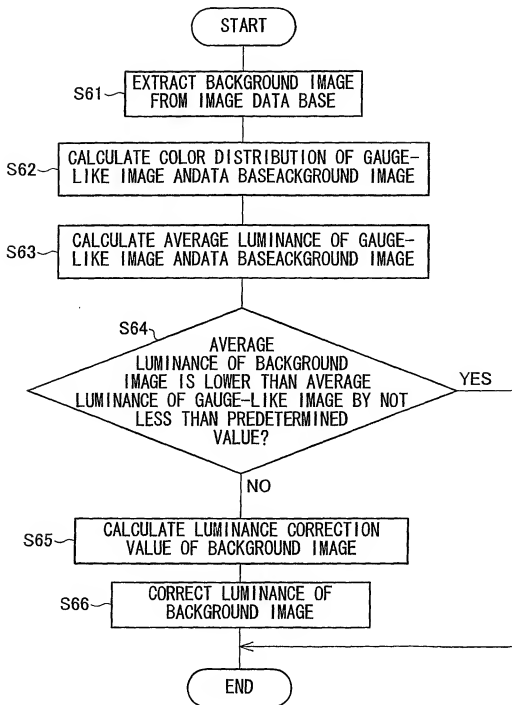 START
S61
EXTRACT BACKGROUND IMAGE
FROM IMAGE DATA BASE
S62
CALCULATE COLOR DISTRIBUTION OF GAUGE-
LIKE IMAGE ANDATA BASEACKGROUND IMAGE
S63
CALCULATE AVERAGE LUMINANCE OF GAUGE-
LIKE IMAGE ANDATA BASEACKGROUND IMAGE
S64
AVERAGE
LUMINANCE OF BACKGROUND
IMAGE IS LOWER THAN AVERAGE
LUMINANCE OF GAUGE-LIKE IMAGE BY NOT
LESS THAN PREDETERMINED
VALUE?
YES
NO
S65
CALCULATE LUMINANCE CORRECTION
VALUE OF BACKGROUND IMAGE
S66
CORRECT LUMINANCE OF
BACKGROUND IMAGE
END